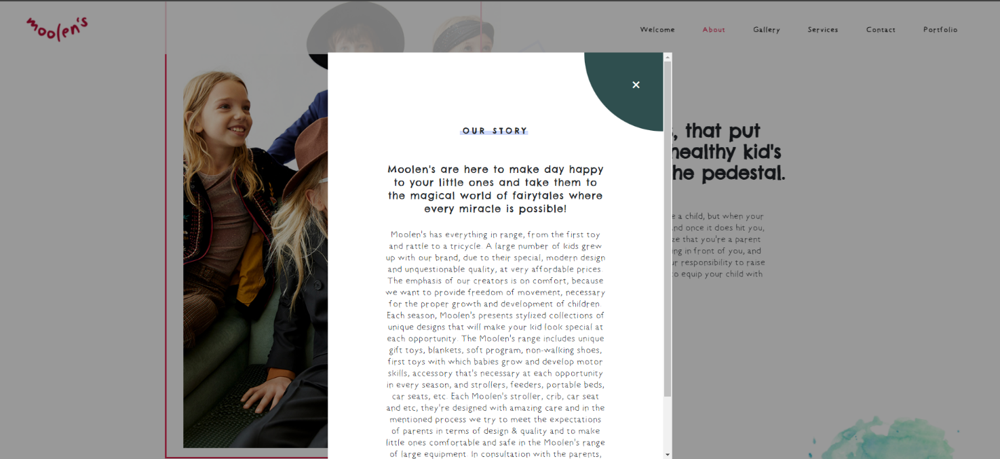 moolen's
Welcome
About
Gallery
Services
Contact
Portfolio
OUR STORY
Moolen's are here to make day happy
to your little ones and take them to
the magical world of fairytales where
every miracle is possible!
Moolen's has everything in range, from the first toy
and rattle to a tricycle. A large number of kids grew
up with our brand, due to their special, modern design
and unquestionable quality, at very affordable prices.
The emphasis of our creators is on comfort, because
we want to provide freedom of movement, necessary
for the proper growth and development of children.
Each season, Moolen's presents stylized collections of
unique designs that will make your kid look special at
each opportunity. The Moolen's range includes unique
gift toys, blankets, soft program, non-walking shoes,
first toys with which babies grow and develop motor
skills, accessory that's necessary at each opportunity
in every season, and strollers, feeders, portable beds,
car seats, etc. Each Moolen's stroller, crib, car seat
and etc, they're designed with amazing care and in the
mentioned process we try to meet the expectations
of parents in terms of design & quality and to make
little ones comfortable and safe in the Moolen's range
of large equipment. In consultation with the parents,
, that put
healthy kid's
the pedestal.
a child, but when your
and once it does hit you,
that you're a parent
in front of you, and
responsibility to raise
to equip your child with